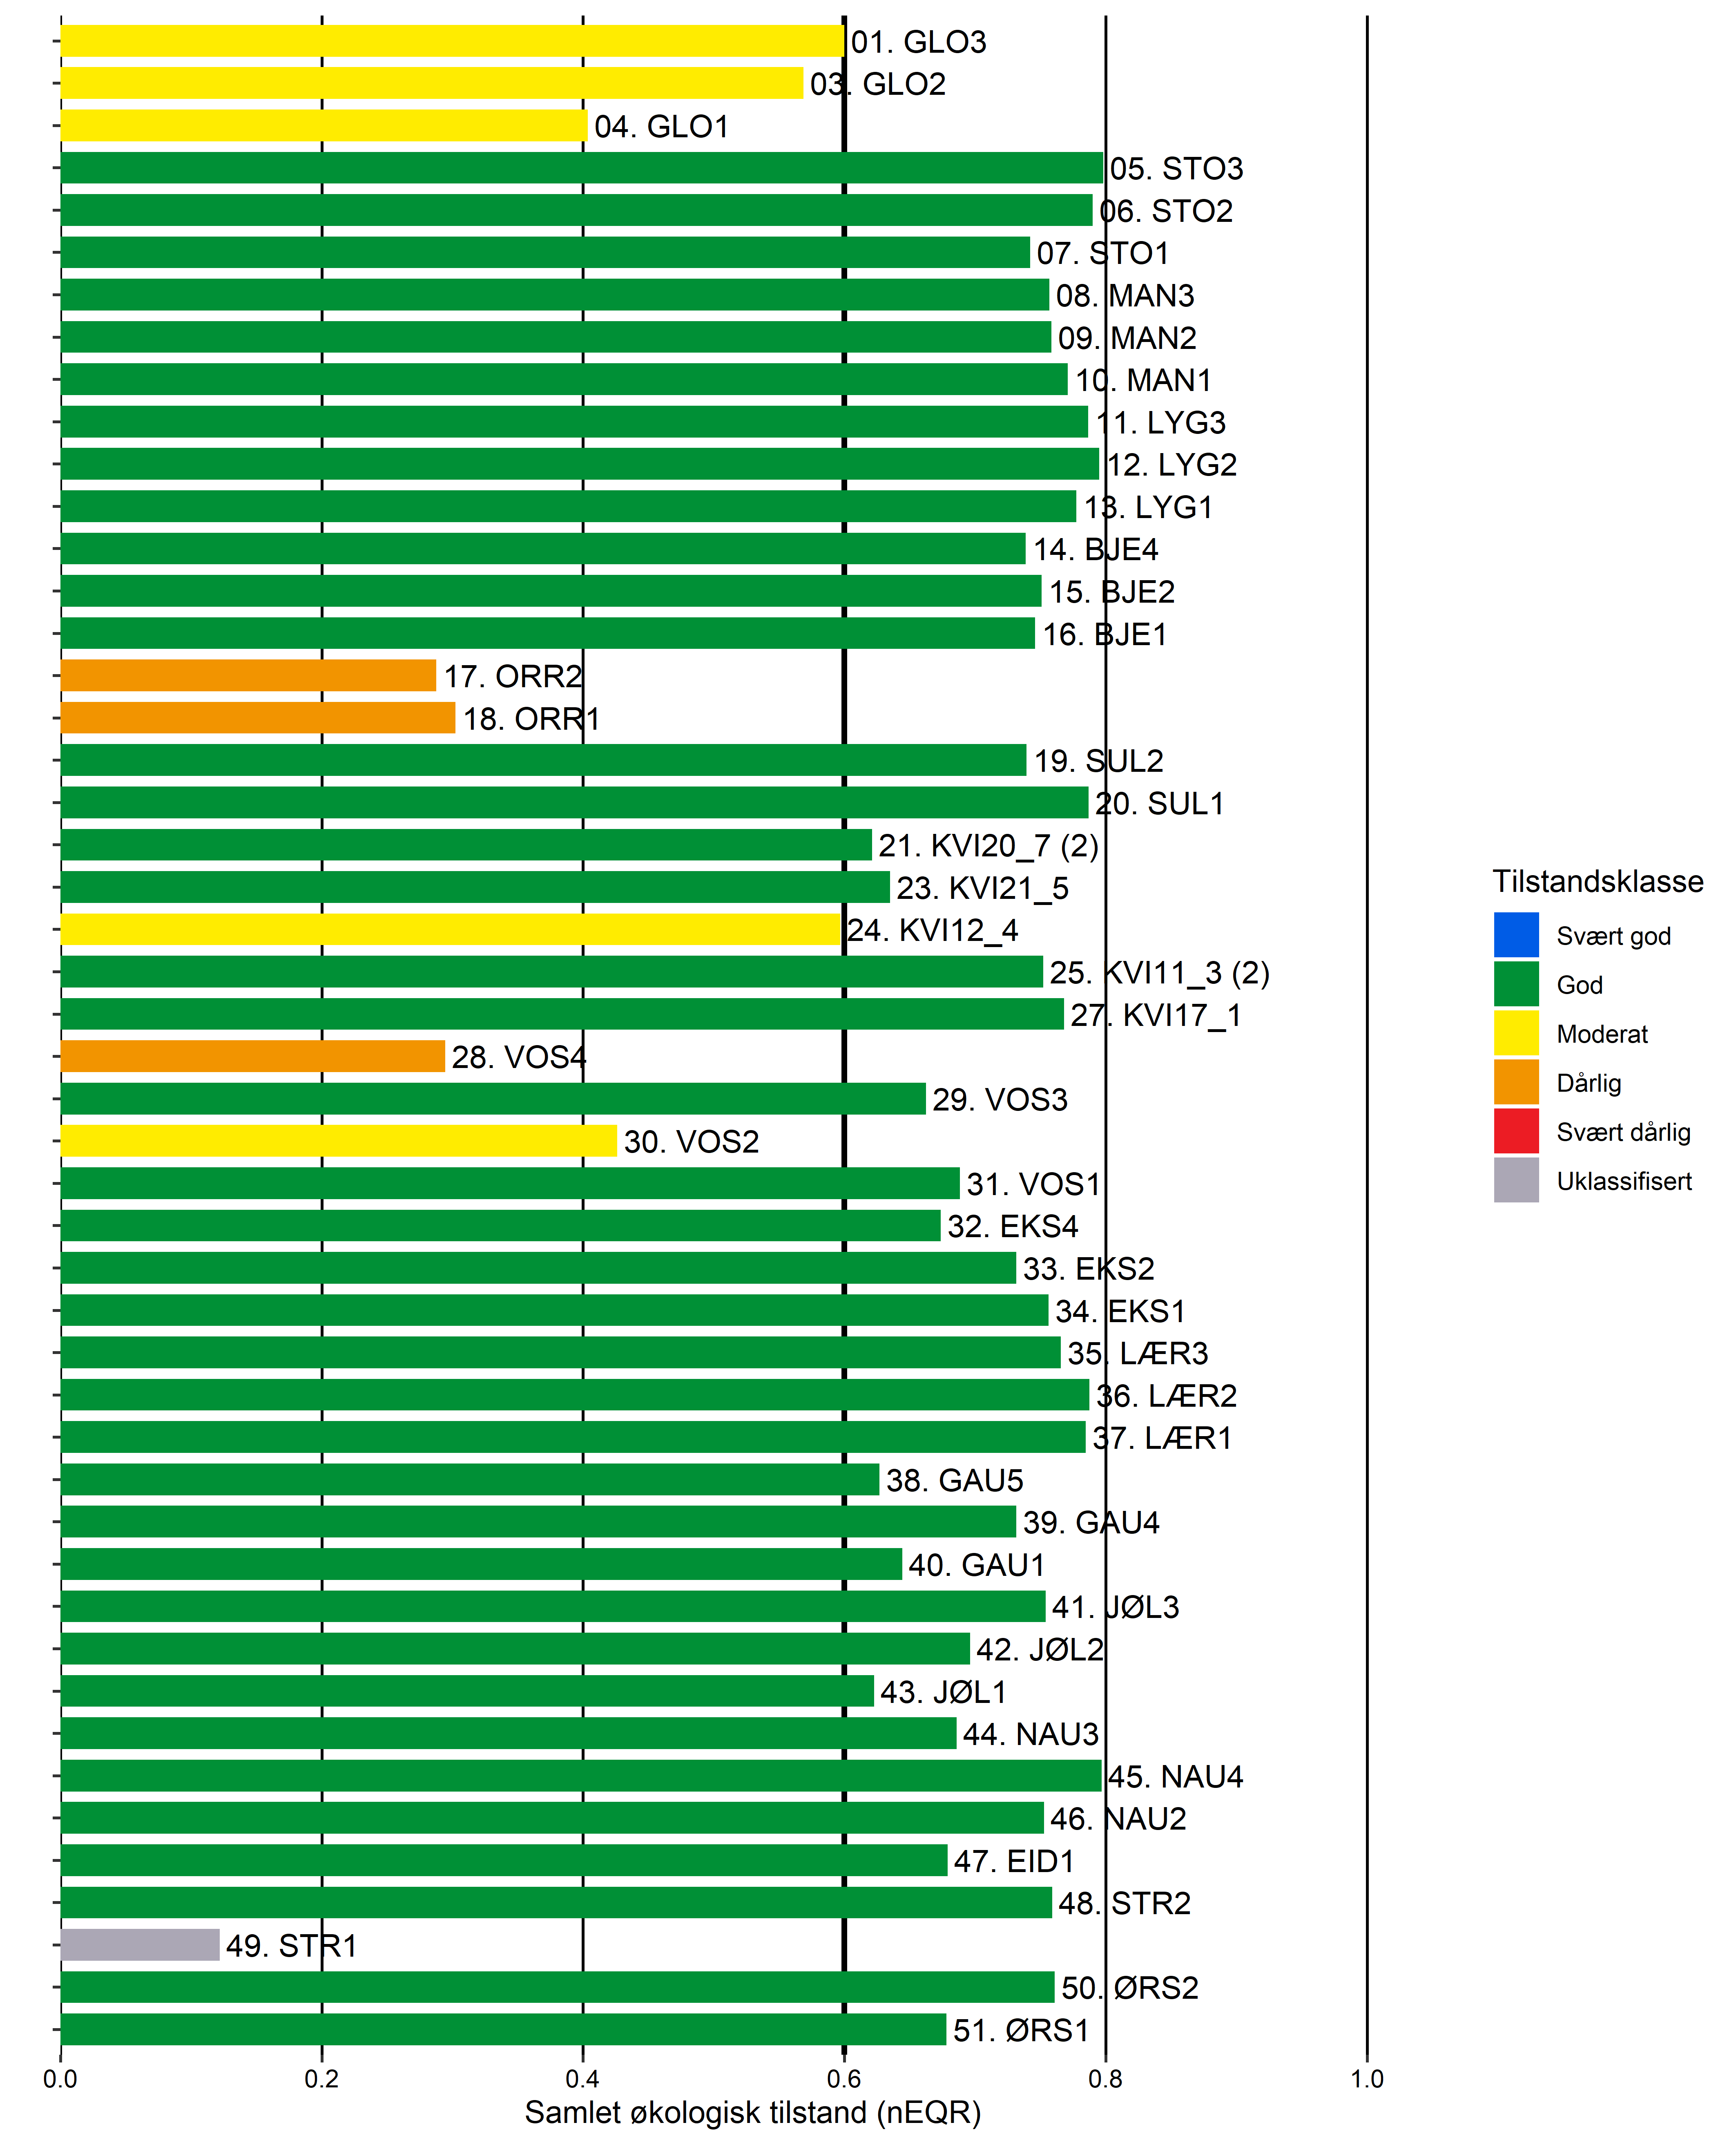 01. GLO3
03. GLO2
04. GLO1
05. STO3
06. STO2
07. STO1
08. MAN3
09. MAN2
10. MAN1
11. LYG3
12. LYG2
13. LYG1
14. BJE4
15. BJE2
16. BJE1
17. ORR2
18. ORR1
19. SUL2
20. SUL1
21. KVI20_7 (2)
23. KVI21_5
24. KVI12_4
25. KVI11_3 (2)
27. KVI17_1
28. VOS4
29. VOS3
30. VOS2
31. VOS1
32. EKS4
33. EKS2
34. EKS1
35. LÆR3
36. LÆR2
37. LÆR1
38. GAU5
39. GAU4
40. GAU1
41. JØL3
42. JØL2
43. JØL1
44. NAU3
45. NAU4
46. NAU2
47. EID1
48. STR2
49. STR1
50. ØRS2
51. ØRS1
0.0 0.2 0.4 0.6 0.8 1.0
Samlet økologisk tilstand (nEQR)
Tilstandsklasse
Svært god
God
Moderat
Dårlig
Svært dårlig
Uklassifisert